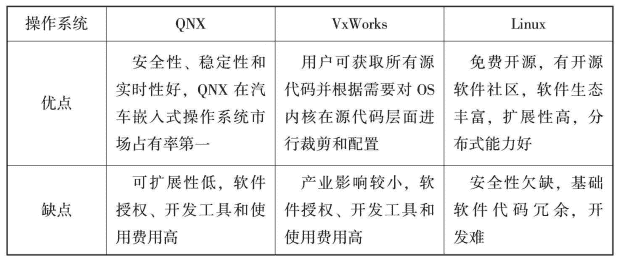 操作系统
QNX
VxWorks
Linux
优点
安全性、稳定性和
实时性好，QNX 在汽
车嵌入式操作系统市
场占有率第一
用户可获取所有源
代码并根据需要对 OS
内核在源代码层面进
行裁剪和配置
免费开源，有开源
软件社区，软件生态
丰富，扩展性高，分
布式能力好
缺点
可扩展性低，软件
授权、开发工具和使
用费用高
产业影响较小，软
件授权、开发工具和
使用费用高
安全性欠缺，基础
软件代码冗余，开
发难